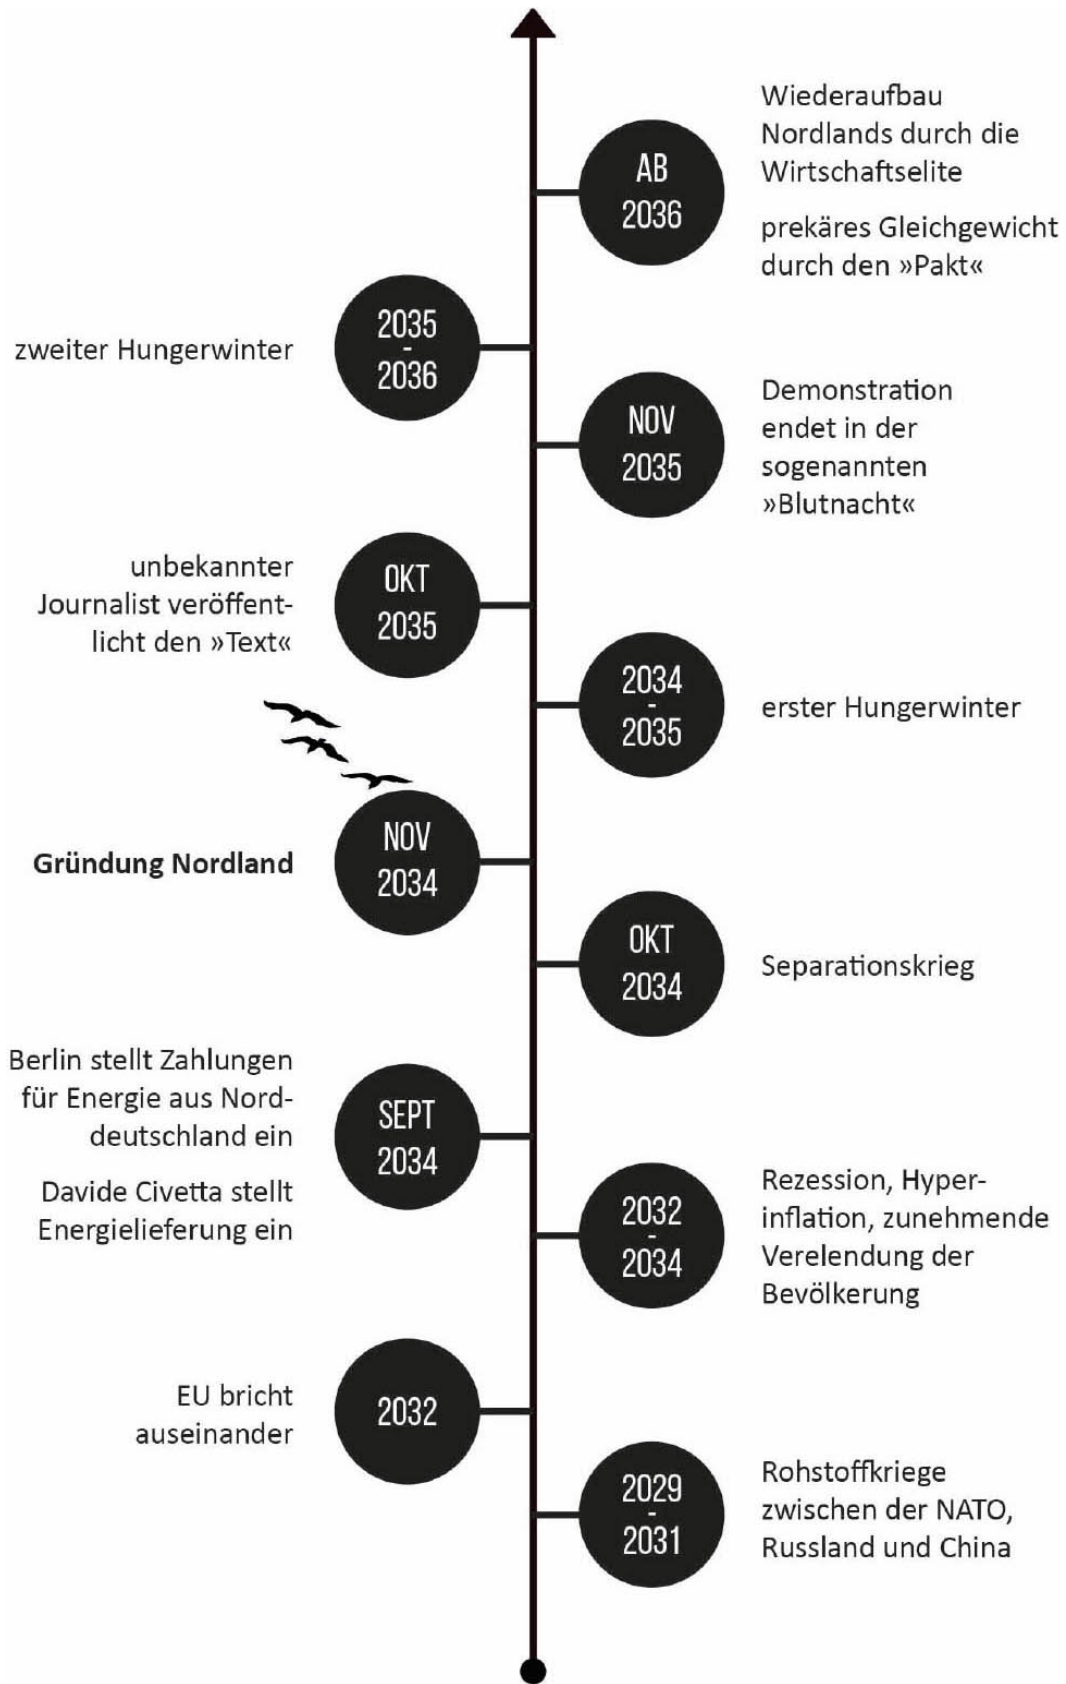 AB
2036
Wiederaufbau
Nordlands durch die
Wirtschaftselite
prekäres Gleichgewicht
durch den »Pakt«
2035
-
2036
zweiter Hungerwinter
NOV
2035
Demonstration
endet in der
sogenannten
»Blutnacht«
OKT
2035
unbekannter
Journalist veröffent-
licht den »Text«
2034
-
2035
erster Hungerwinter
NOV
2034
Gründung Nordland
OKT
2034
Separationskrieg
SEPT
2034
Berlin stellt Zahlungen
für Energie aus Nord-
deutschland ein
Davide Civetta stellt
Energielieferung ein
2032
-
2034
Rezession, Hyper-
inflation, zunehmende
Verelendung der
Bevölkerung
2032
EU bricht
auseinander
2029
-
2031
Rohstoffkriege
zwischen der NATO,
Russland und China